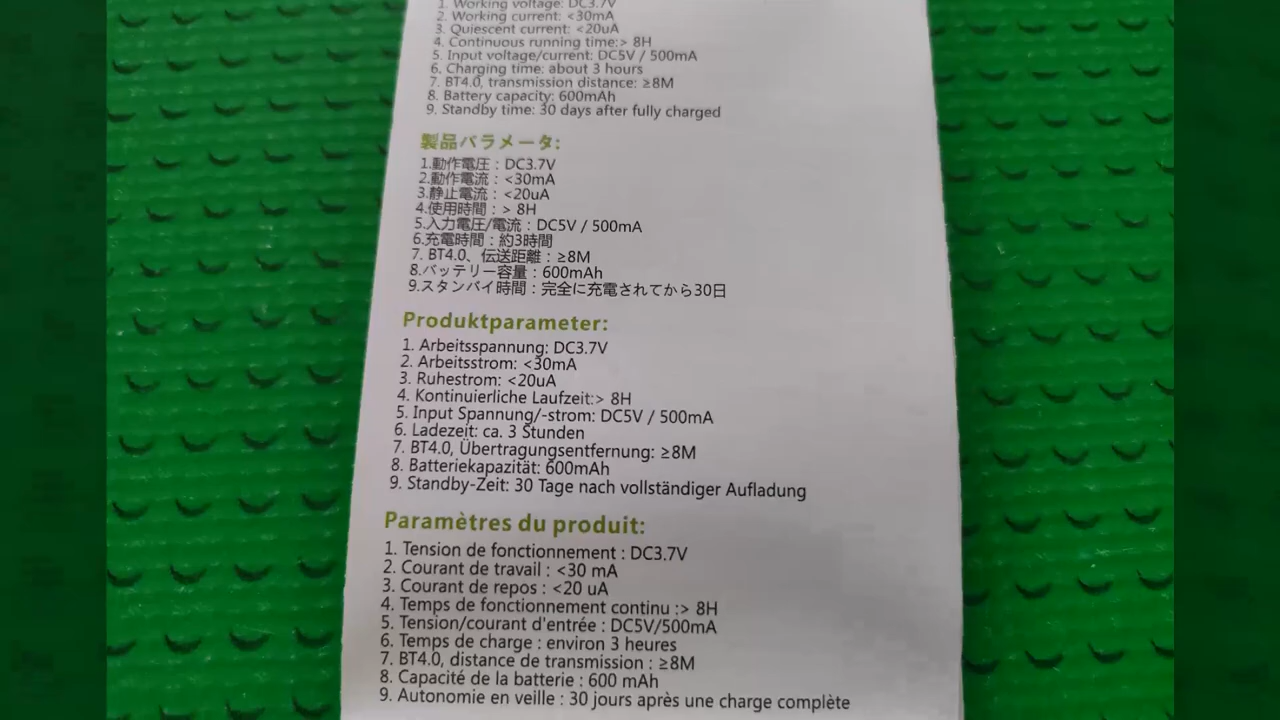 1. Working voltage: DC3.7V
2. Working current: <30mA
3. Quiescent current: <20uA
4. Continuous running time:> 8H
5. Input voltage/current: DC5V / 500mA
6. Charging time: about 3 hours
7. BT4.0, transmission distance: ≥8M
8. Battery capacity: 600mAh
9. Standby time: 30 days after fully charged
製品パラメータ:
1.動作電圧：DC3.7V
2.動作電流：<30mA
3.静止電流：<20uA
4.使用時間：> 8H
5.入力電圧/電流：DC5V / 500mA
6.充電時間：約3時間
7. BT4.0、伝送距離：≥8M
8.バッテリー容量：600mAh
9.スタンバイ時間：完全に充電されてから30日
Produktparameter:
1. Arbeitsspannung: DC3.7V
2. Arbeitsstrom: <30mA
3. Ruhestrom: <20uA
4. Kontinuierliche Laufzeit:> 8H
5. Input Spannung/-strom: DC5V / 500mA
6. Ladezeit: ca. 3 Stunden
7. BT4.0, Übertragungsentfernung: ≥8M
8. Batteriekapazität: 600mAh
9. Standby-Zeit: 30 Tage nach vollständiger Aufladung
Paramètres du produit:
1. Tension de fonctionnement : DC3.7V
2. Courant de travail : <30 mA
3. Courant de repos : <20 uA
4. Temps de fonctionnement continu :> 8H
5. Tension/courant d'entrée : DC5V/500mA
6. Temps de charge : environ 3 heures
7. BT4.0, distance de transmission : ≥8M
8. Capacité de la batterie : 600 mAh
9. Autonomie en veille : 30 jours après une charge complète